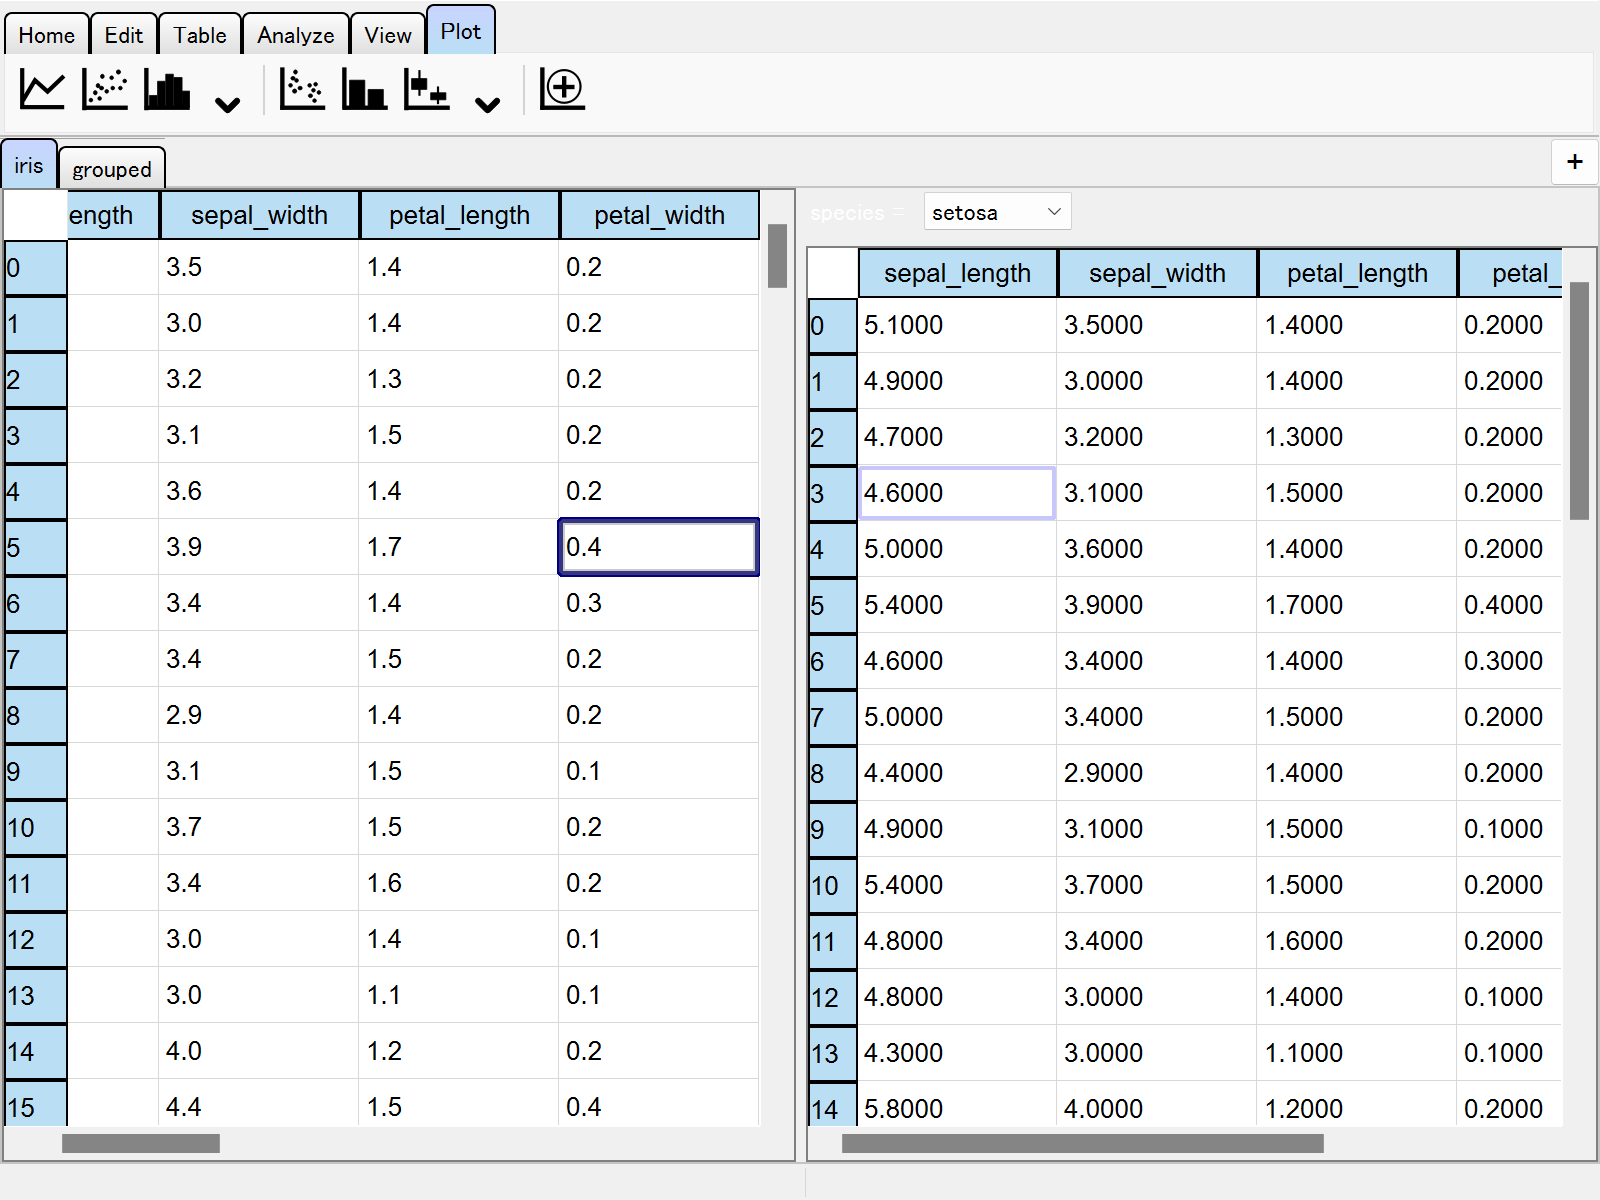 Home Edit Table Analyze View Plot
iris grouped +
ength sepal_width petal_length petal_width
0 3.5 1.4 0.2
1 3.0 1.4 0.2
2 3.2 1.3 0.2
3 3.1 1.5 0.2
4 3.6 1.4 0.2
5 3.9 1.7 0.4
6 3.4 1.4 0.3
7 3.4 1.5 0.2
8 2.9 1.4 0.2
9 3.1 1.5 0.1
10 3.7 1.5 0.2
11 3.4 1.6 0.2
12 3.0 1.4 0.1
13 3.0 1.1 0.1
14 4.0 1.2 0.2
15 4.4 1.5 0.4
species = setosa
sepal_length sepal_width petal_length petal_
0 5.1000 3.5000 1.4000 0.2000
1 4.9000 3.0000 1.4000 0.2000
2 4.7000 3.2000 1.3000 0.2000
3 4.6000 3.1000 1.5000 0.2000
4 5.0000 3.6000 1.4000 0.2000
5 5.4000 3.9000 1.7000 0.4000
6 4.6000 3.4000 1.4000 0.3000
7 5.0000 3.4000 1.5000 0.2000
8 4.4000 2.9000 1.4000 0.2000
9 4.9000 3.1000 1.5000 0.1000
10 5.4000 3.7000 1.5000 0.2000
11 4.8000 3.4000 1.6000 0.2000
12 4.8000 3.0000 1.4000 0.1000
13 4.3000 3.0000 1.1000 0.1000
14 5.8000 4.0000 1.2000 0.2000